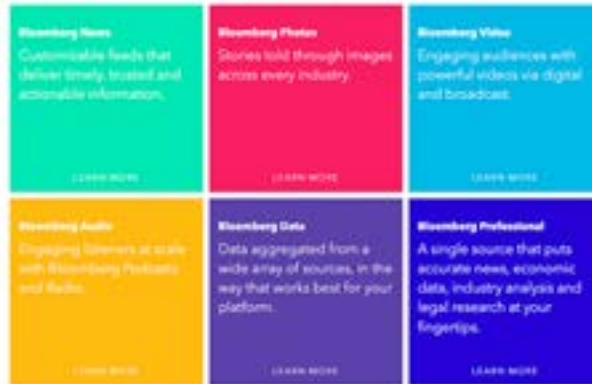 Bloomberg News
Customizable feeds that
deliver timely, trusted and
actionable information.
LEARN MORE
Bloomberg Photos
Stories told through images
across every industry.
LEARN MORE
Bloomberg Video
Engaging audiences with
powerful videos via digital
and broadcast.
LEARN MORE
Bloomberg Audio
Engaging listeners at scale
with Bloomberg Podcasts
and Radio.
LEARN MORE
Bloomberg Data
Data aggregated from a
wide array of sources, in the
way that works best for your
platform.
LEARN MORE
Bloomberg Professional
A single source that puts
accurate news, economic
data, industry analysis and
legal research at your
fingertips.
LEARN MORE